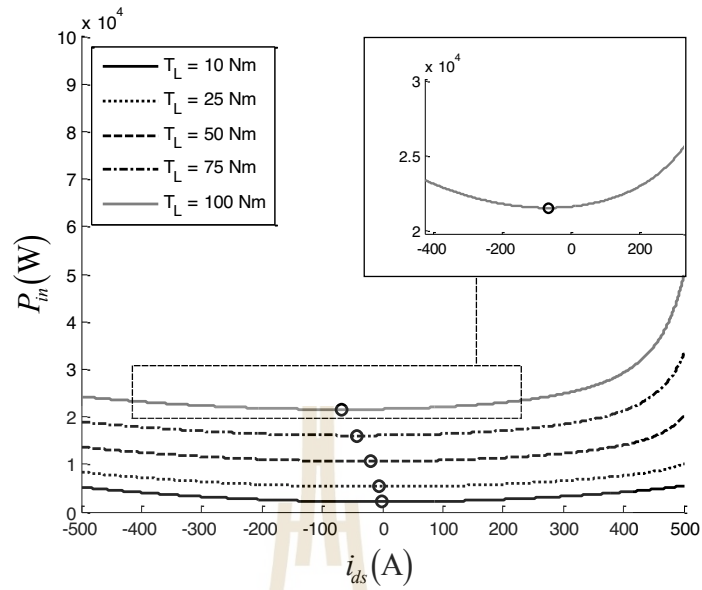 x 10^4
10
9
8
7
6
5
4
3
2
1
0
P_in (W)
T_L = 10 Nm
T_L = 25 Nm
T_L = 50 Nm
T_L = 75 Nm
T_L = 100 Nm
x 10^4
3
2.5
2
-400 -200 0 200
-500 -400 -300 -200 -100 0 100 200 300 400 500
i_ds (A)